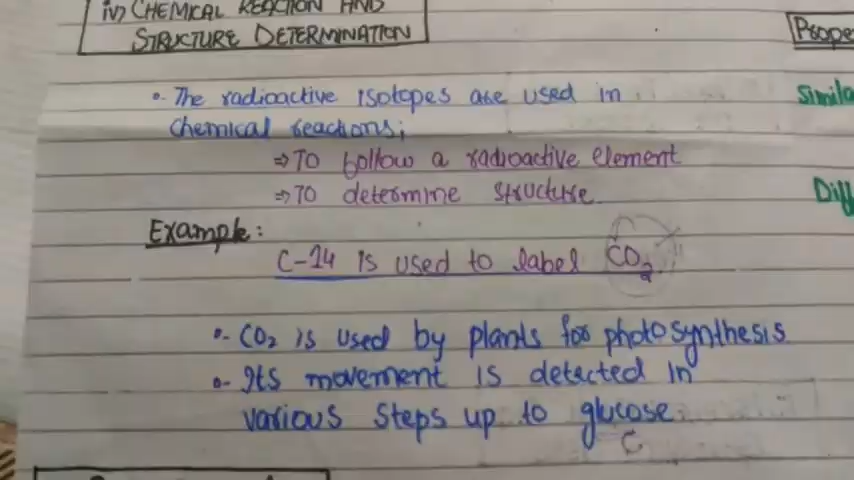 iv) CHEMICAL REACTION AND
STRUCTURE DETERMINATION
The radioactive isotopes are used in
chemical reactions;
⇒ TO follow a radioactive element
⇒ TO determine structure
Example:
C-14 is used to label CO₂
CO₂ is used by plants for photosynthesis
Its movement is detected in
various steps up to glucose.
C